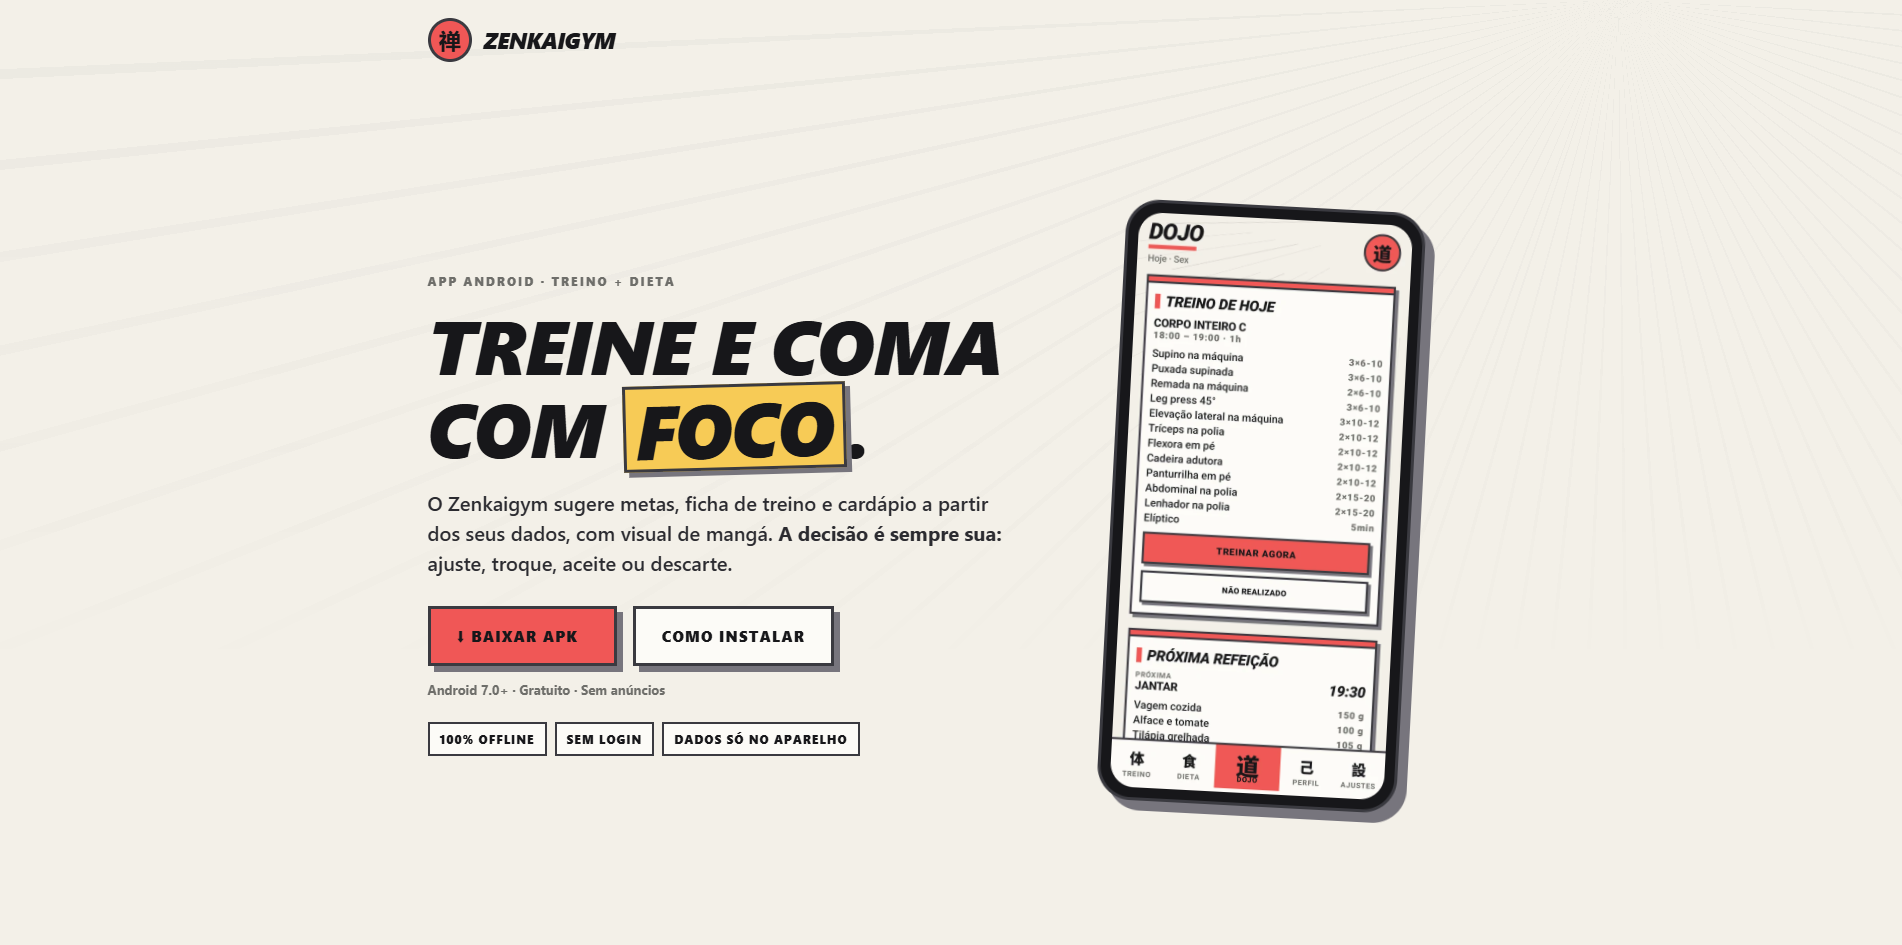 禅 ZENKAIGYM
APP ANDROID · TREINO + DIETA
TREINE E COMA
COM FOCO.
O Zenkaigym sugere metas, ficha de treino e cardápio a partir
dos seus dados, com visual de mangá. A decisão é sempre sua:
ajuste, troque, aceite ou descarte.
⬇ BAIXAR APK
COMO INSTALAR
Android 7.0+ · Gratuito · Sem anúncios
100% OFFLINE
SEM LOGIN
DADOS SÓ NO APARELHO
DOJO
道
Hoje · Sex
TREINO DE HOJE
CORPO INTEIRO C
18:00 – 19:00 · 1h
Supino na máquina 3×6-10
Puxada supinada 3×6-10
Remada na máquina 2×6-10
Leg press 45° 3×6-10
Elevação lateral na máquina 3×10-12
Tríceps na polia 2×10-12
Flexora em pé 2×10-12
Cadeira adutora 2×10-12
Panturrilha em pé 2×10-12
Abdominal na polia 2×15-20
Lenhador na polia 2×15-20
Elíptico 5min
TREINAR AGORA
NÃO REALIZADO
PRÓXIMA REFEIÇÃO
PRÓXIMA
JANTAR 19:30
Vagem cozida 150 g
Alface e tomate 100 g
Tilápia grelhada 105 g
体 食 道 己 設
TREINO DIETA DOJO PERFIL AJUSTES